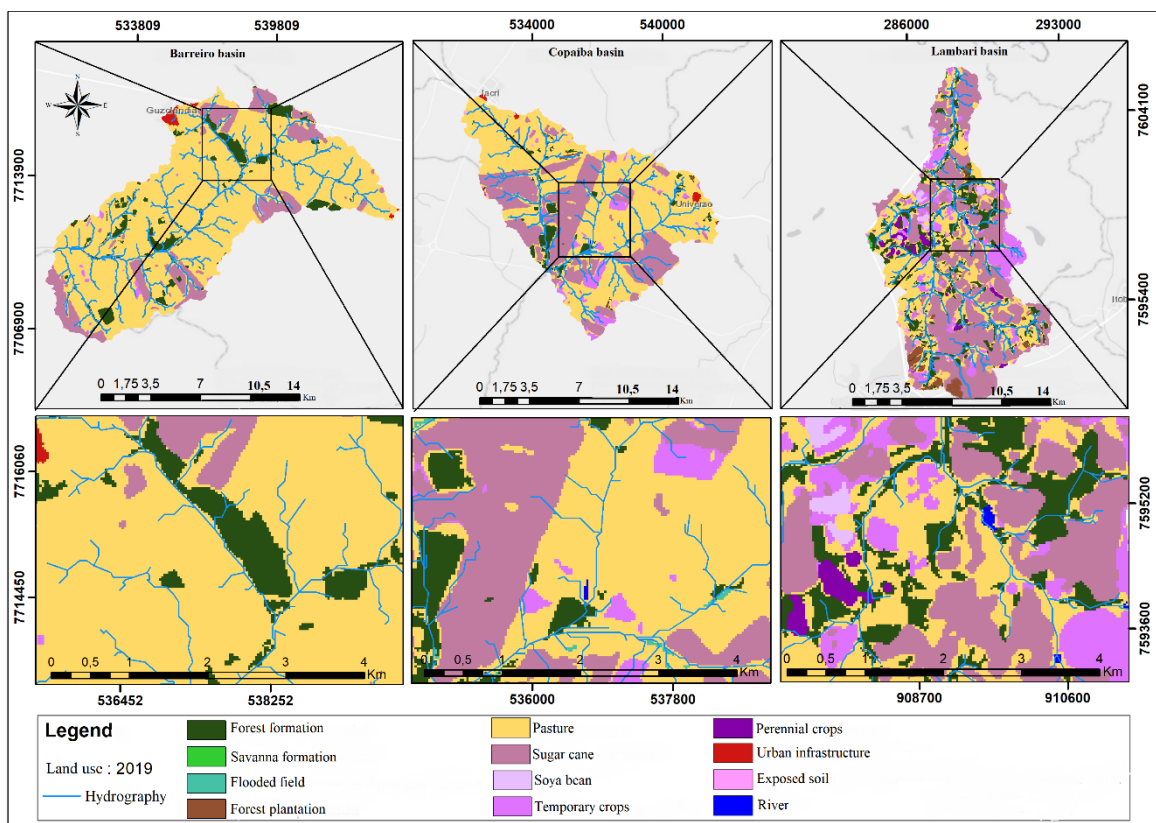 533809 539809
534000 540000
286000 293000
Barreiro basin
Copaiba basin
Lambari basin
N
W E
N
Guzolândia
Iacri
Universo
Itob
7713900
7706900
7604100
7595400
0 1,75 3,5 7 10,5 14
Km
0 1,75 3,5 7 10,5 14
Km
0 1,75 3,5 7 10,5 14
Km
7716060
7714450
7595200
7593600
0 0,5 1 2 3 4
Km
0 0,5 1 2 3 4
Km
0 0,5 1 2 3 4
Km
536452 538252
536000 537800
908700 910600
Legend
Land use : 2019
Hydrography
Forest formation
Savanna formation
Flooded field
Forest plantation
Pasture
Sugar cane
Soya bean
Temporary crops
Perennial crops
Urban infrastructure
Exposed soil
River